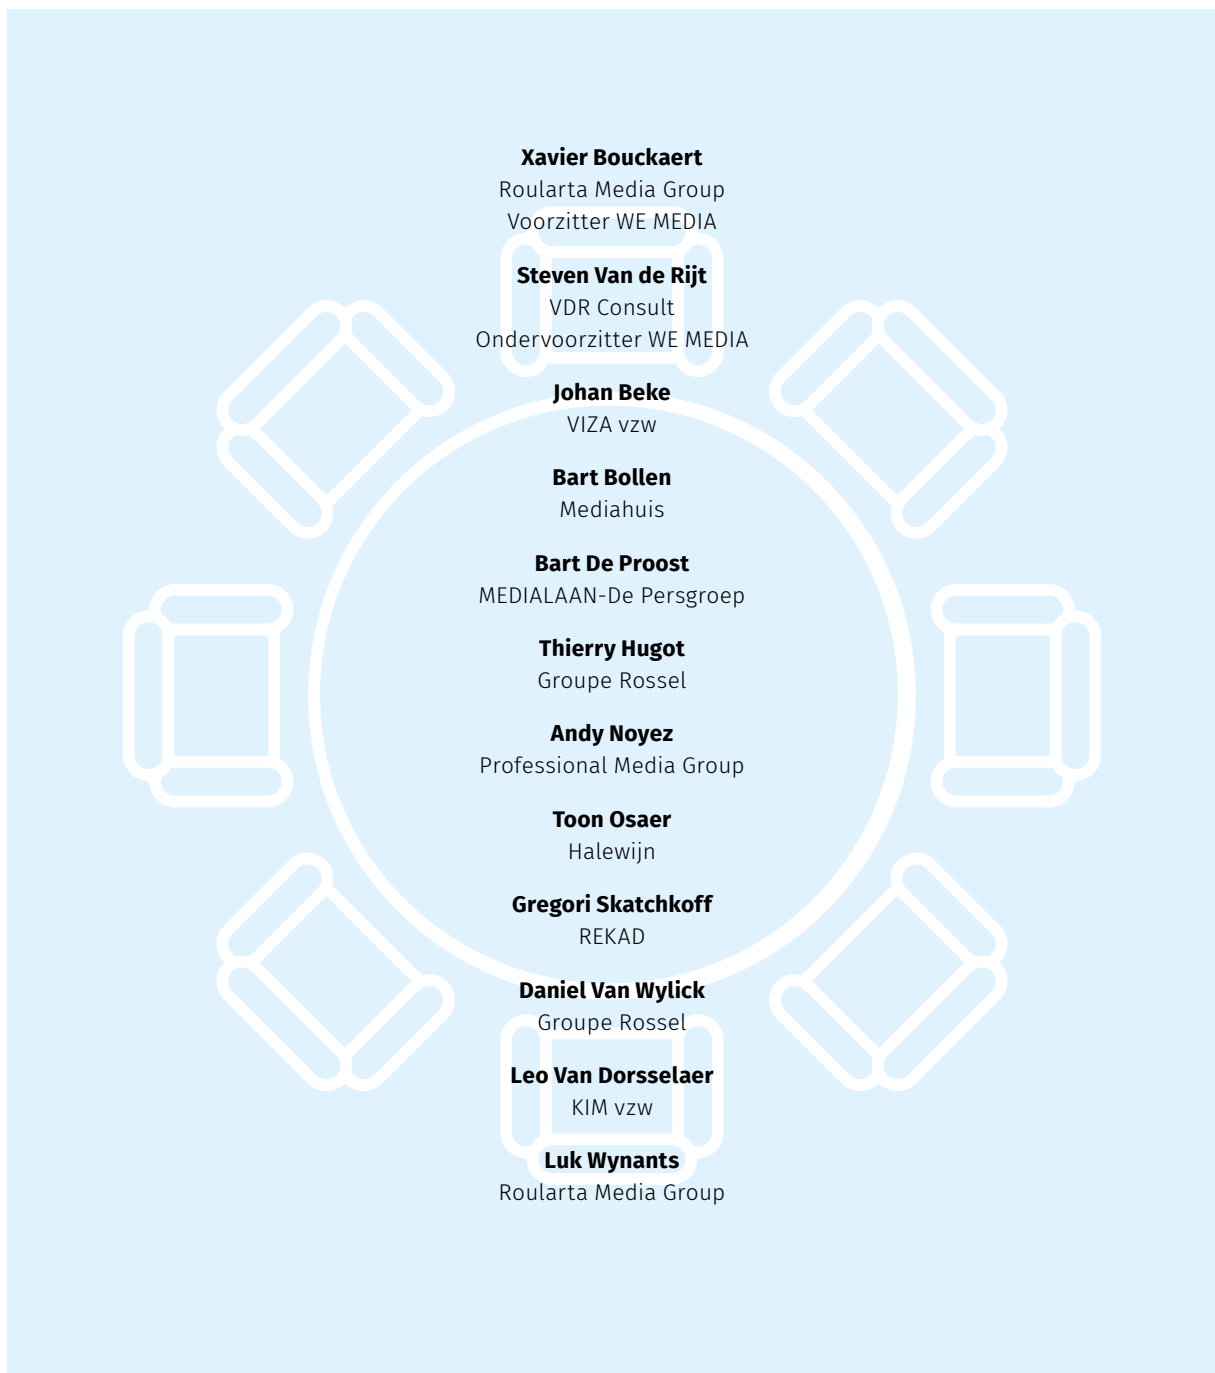 Xavier Bouckaert
Roularta Media Group
Voorzitter WE MEDIA
Steven Van de Rijt
VDR Consult
Ondervoorzitter WE MEDIA
Johan Beke
VIZA vzw
Bart Bollen
Mediahuis
Bart De Proost
MEDIALAAN-De Persgroep
Thierry Hugot
Groupe Rossel
Andy Noyez
Professional Media Group
Toon Osaer
Halewijn
Gregori Skatchkoff
REKAD
Daniel Van Wylick
Groupe Rossel
Leo Van Dorsselaer
KIM vzw
Luk Wynants
Roularta Media Group